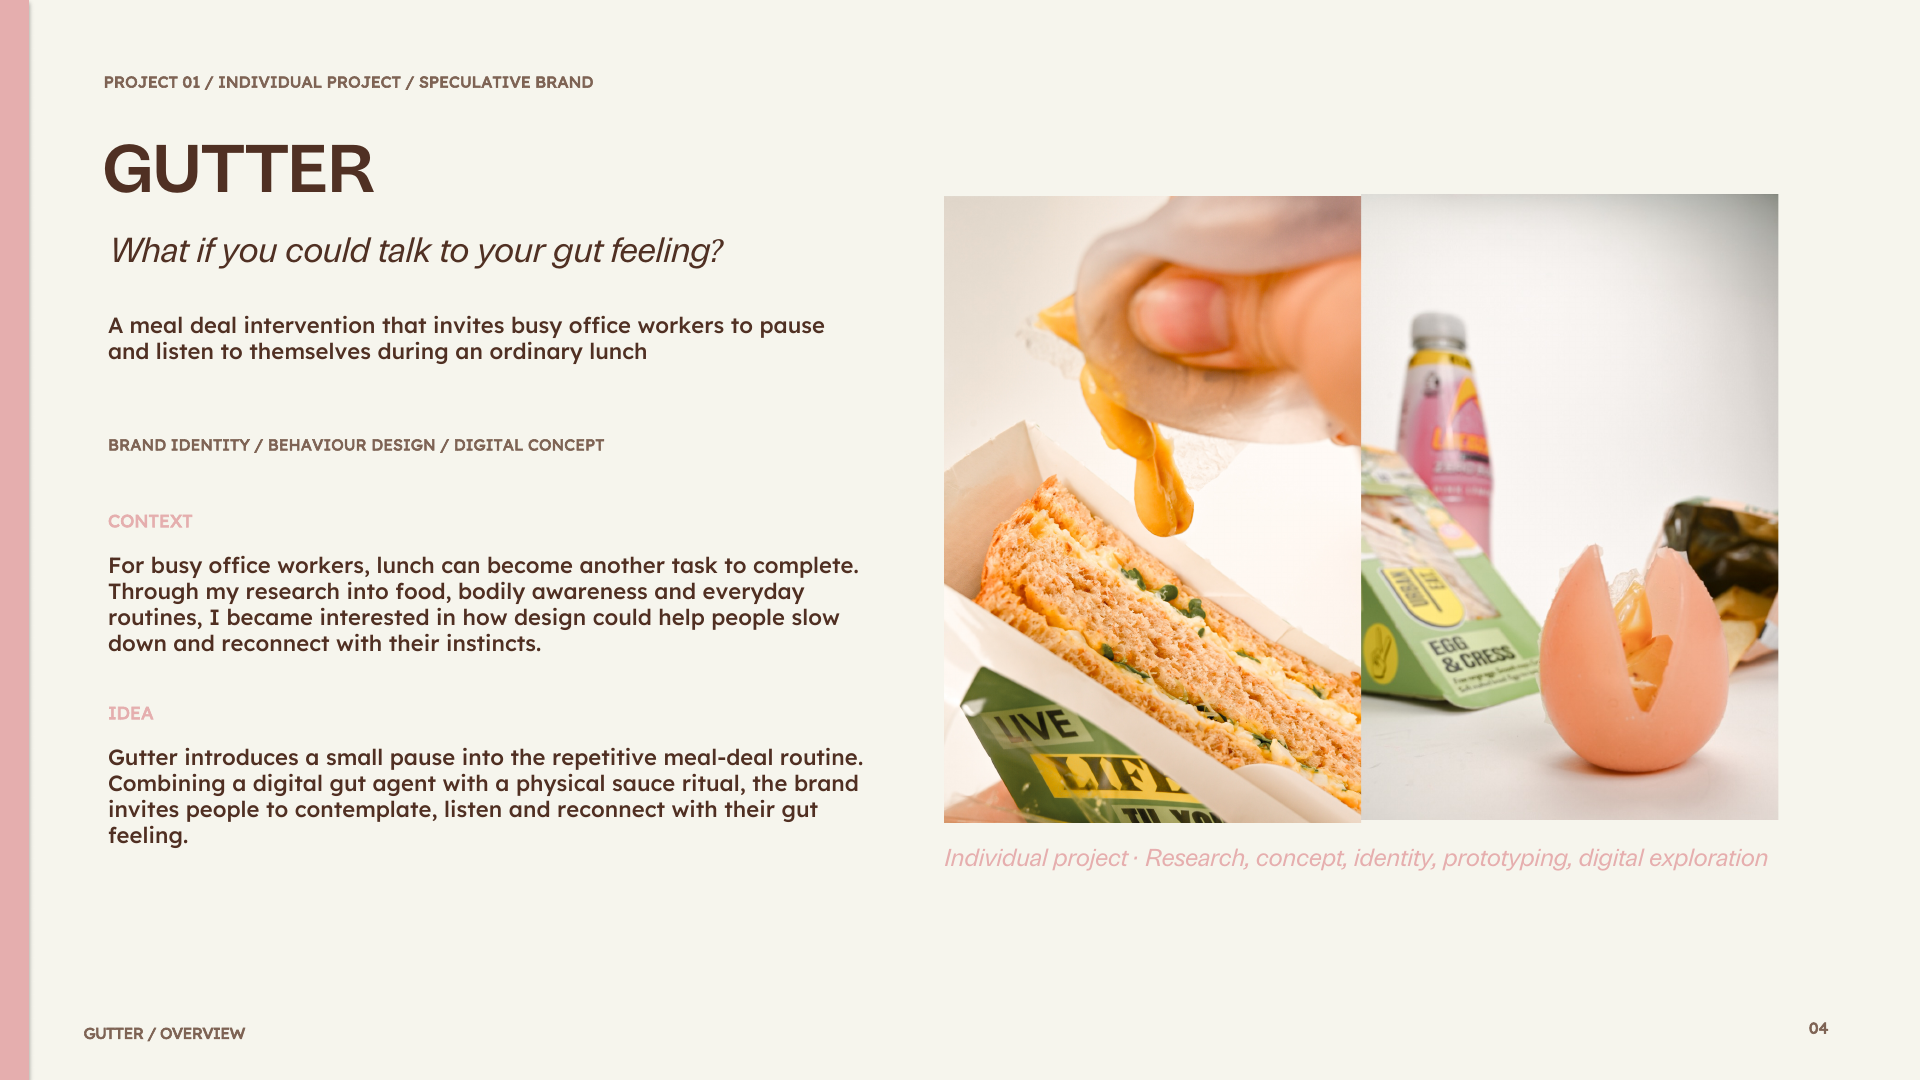 PROJECT 01 / INDIVIDUAL PROJECT / SPECULATIVE BRAND
GUTTER
What if you could talk to your gut feeling?
A meal deal intervention that invites busy office workers to pause
and listen to themselves during an ordinary lunch
BRAND IDENTITY / BEHAVIOUR DESIGN / DIGITAL CONCEPT
CONTEXT
For busy office workers, lunch can become another task to complete.
Through my research into food, bodily awareness and everyday
routines, I became interested in how design could help people slow
down and reconnect with their instincts.
IDEA
Gutter introduces a small pause into the repetitive meal-deal routine.
Combining a digital gut agent with a physical sauce ritual, the brand
invites people to contemplate, listen and reconnect with their gut
feeling.
LIVE
LIFE
URBAN
EAT
EGG
& CRESS
Individual project · Research, concept, identity, prototyping, digital exploration
GUTTER / OVERVIEW
04